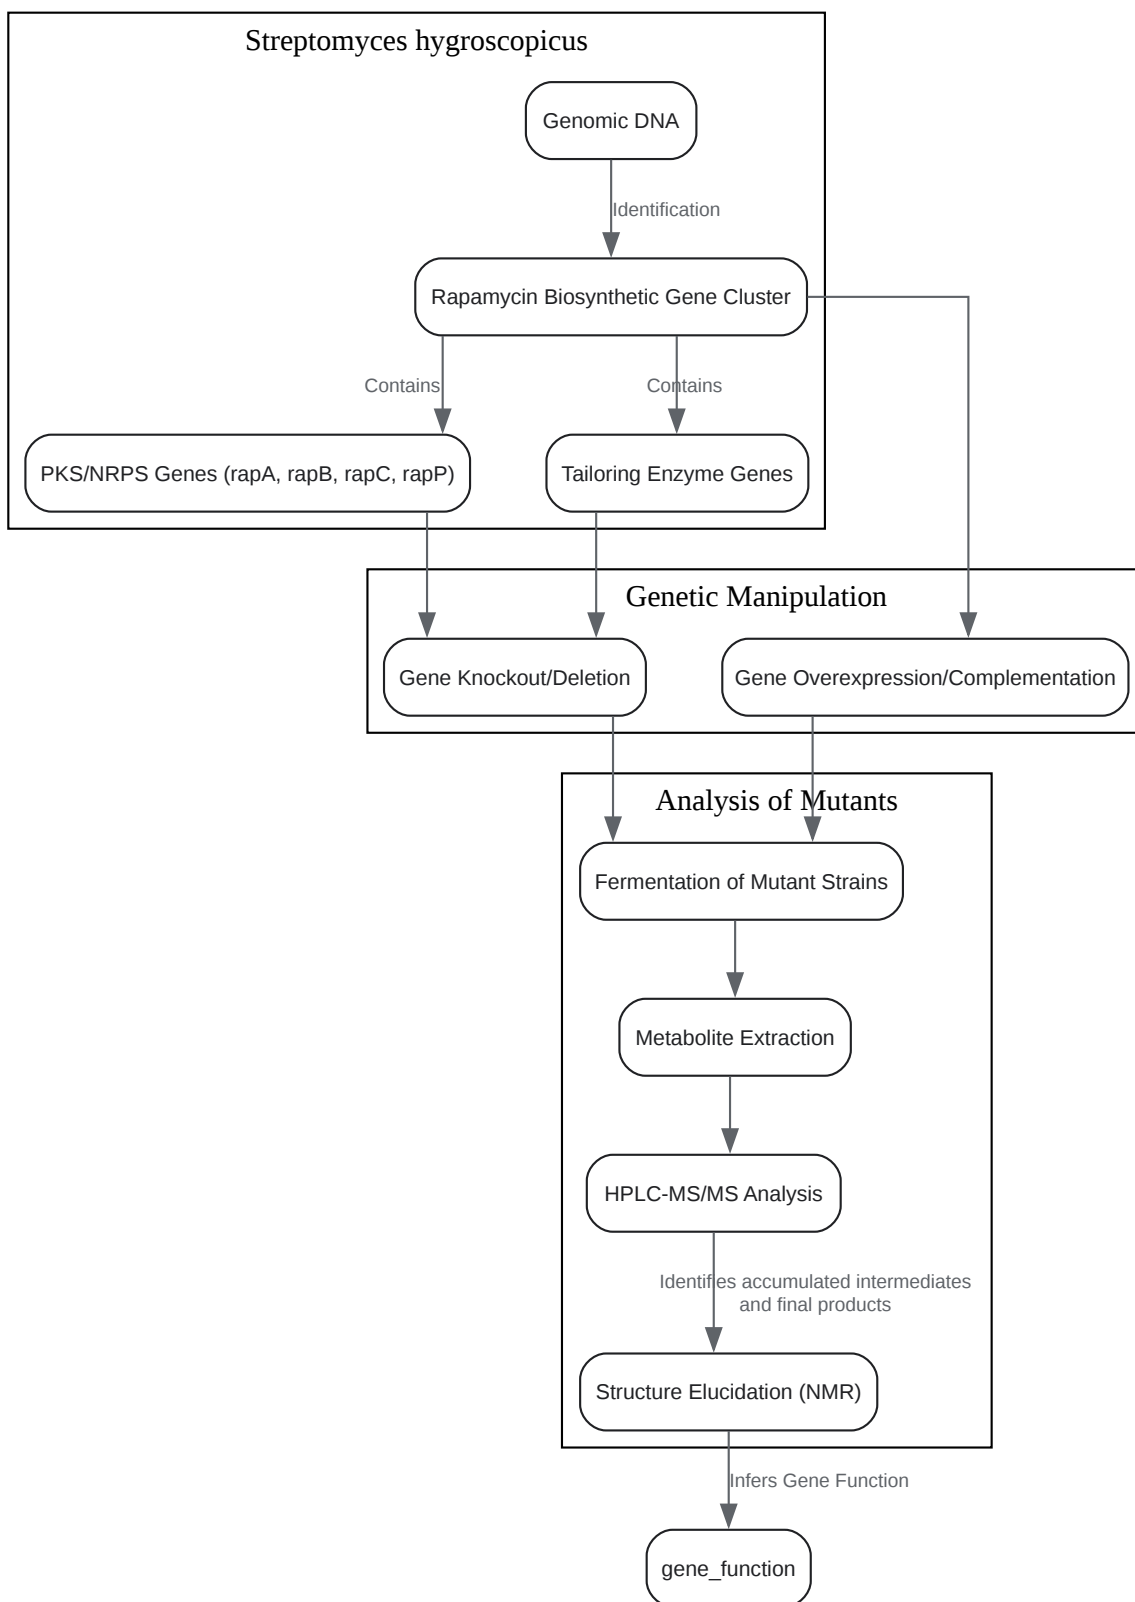 Streptomyces hygroscopicus
Genomic DNA
Identification
Rapamycin Biosynthetic Gene Cluster
Contains
Contains
PKS/NRPS Genes (rapA, rapB, rapC, rapP)
Tailoring Enzyme Genes
Genetic Manipulation
Gene Knockout/Deletion
Gene Overexpression/Complementation
Analysis of Mutants
Fermentation of Mutant Strains
Metabolite Extraction
HPLC-MS/MS Analysis
Identifies accumulated intermediates
and final products
Structure Elucidation (NMR)
Infers Gene Function
gene_function